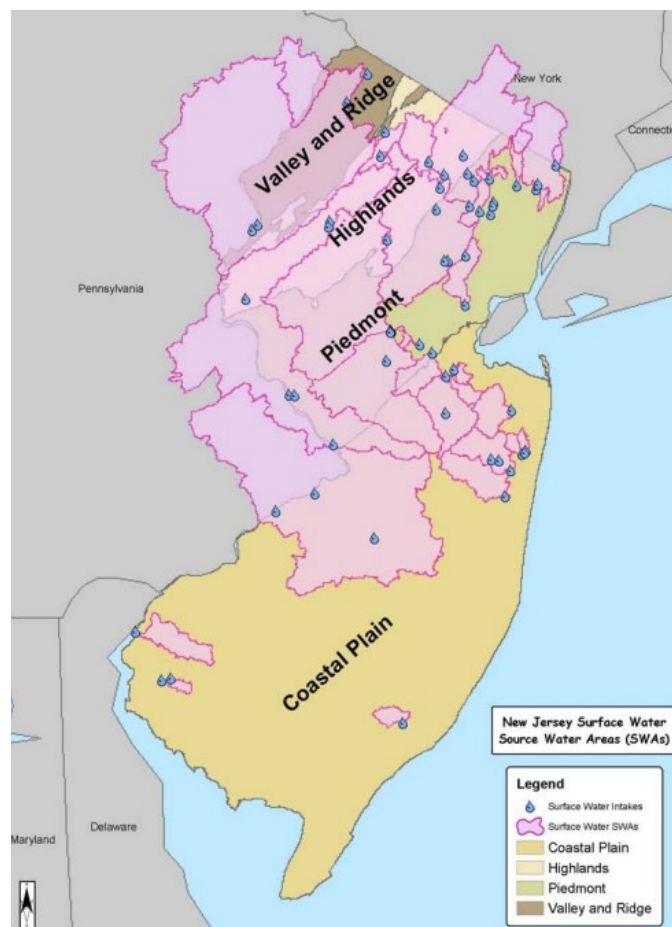 New York
Connecti
Valley and Ridge
Highlands
Pennsylvania
Piedmont
Coastal Plain
New Jersey Surface Water
Source Water Areas (SWAs)
Legend
Surface Water Intakes
Surface Water SWAs
Coastal Plain
Highlands
Piedmont
Valley and Ridge
Maryland
Delaware
N